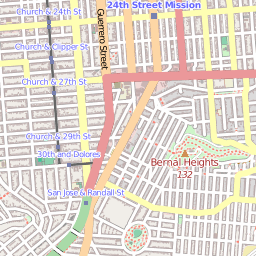 24th Street Mission
Church & 24th St
Guerrero Street
Church & Clipper St
Church & 27th St
Church & 29th St
30th and Dolores
Bernal Heights
132
San Jose & Randall St